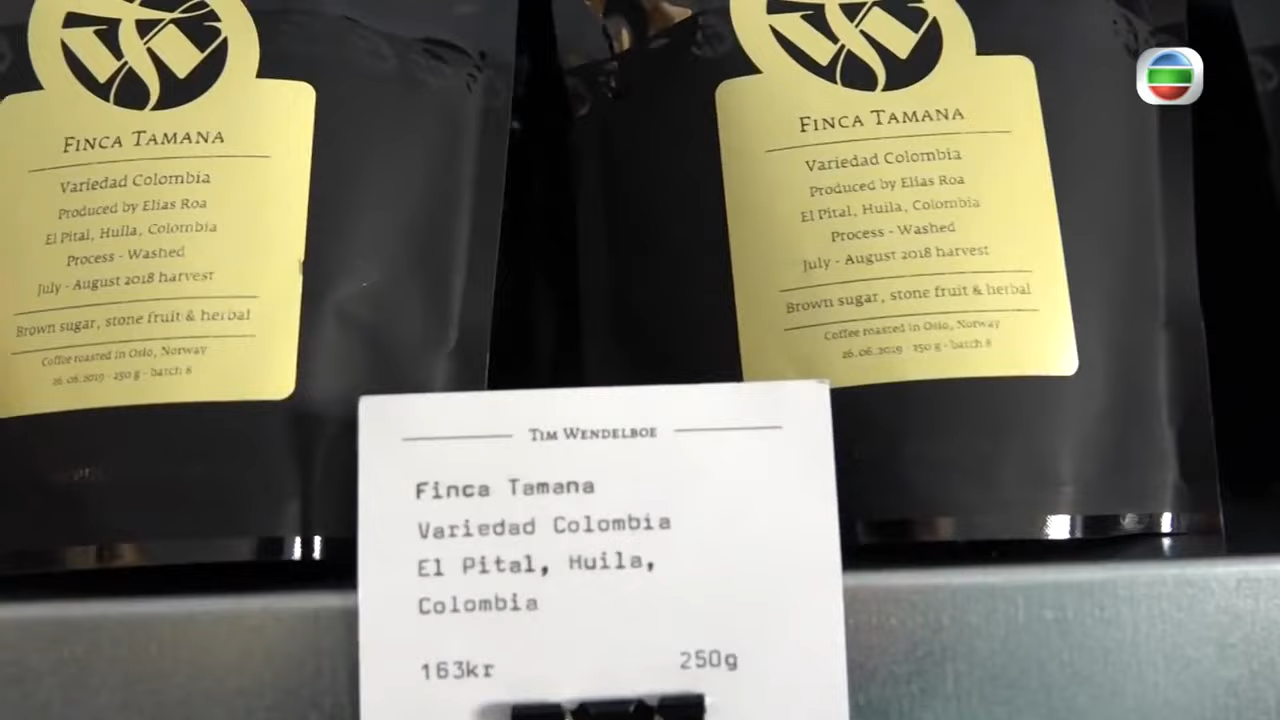 FINCA TAMANA
Variedad Colombia
Produced by Elias Roa
El Pital, Huila, Colombia
Process - Washed
July - August 2018 harvest
Brown sugar, stone fruit & herbal
Coffee roasted in Oslo, Norway
26.06.2019 · 250 g - batch 8
FINCA TAMANA
Variedad Colombia
Produced by Elias Roa
El Pital, Huila, Colombia
Process - Washed
July - August 2018 harvest
Brown sugar, stone fruit & herbal
Coffee roasted in Oslo, Norway
26.06.2019 · 250 g - batch 8
TIM WENDELBOE
Finca Tamana
Variedad Colombia
El Pital, Huila,
Colombia
163kr 250g